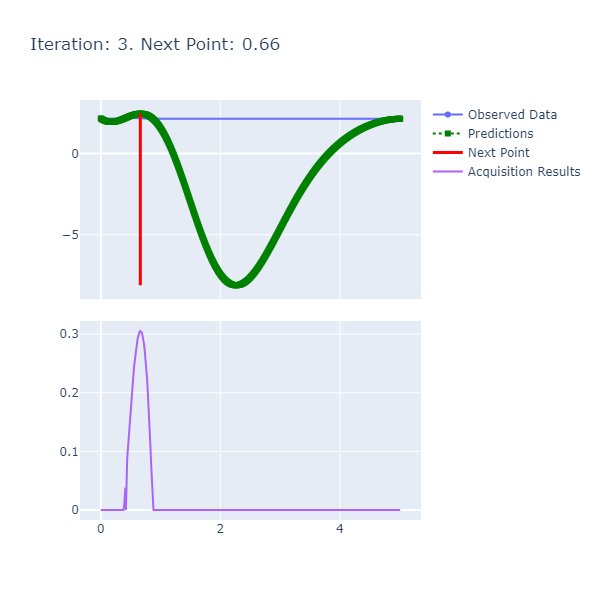 Iteration: 3. Next Point: 0.66
Observed Data
Predictions
Next Point
Acquisition Results
0
−5
0.3
0.2
0.1
0
0
2
4